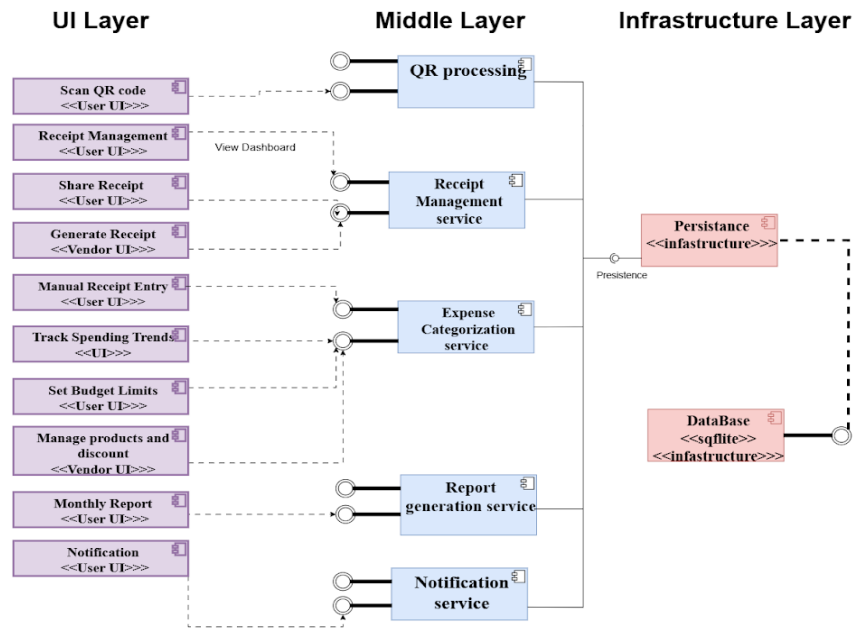 UI Layer
Middle Layer
Infrastructure Layer
Scan QR code
<<User UI>>>
Receipt Management
<<User UI>>>
View Dashboard
Share Receipt
<<User UI>>>
Generate Receipt
<<Vendor UI>>>
Manual Receipt Entry
<<User UI>>>
Track Spending Trends
<<UI>>>
Set Budget Limits
<<User UI>>>
Manage products and
discount
<<Vendor UI>>>
Monthly Report
<<User UI>>>
Notification
<<User UI>>>
QR processing
Receipt
Management
service
Expense
Categorization
service
Report
generation service
Notification
service
Presistence
Persistance
<<infastructure>>>
DataBase
<<sqflite>>
<<infastructure>>>